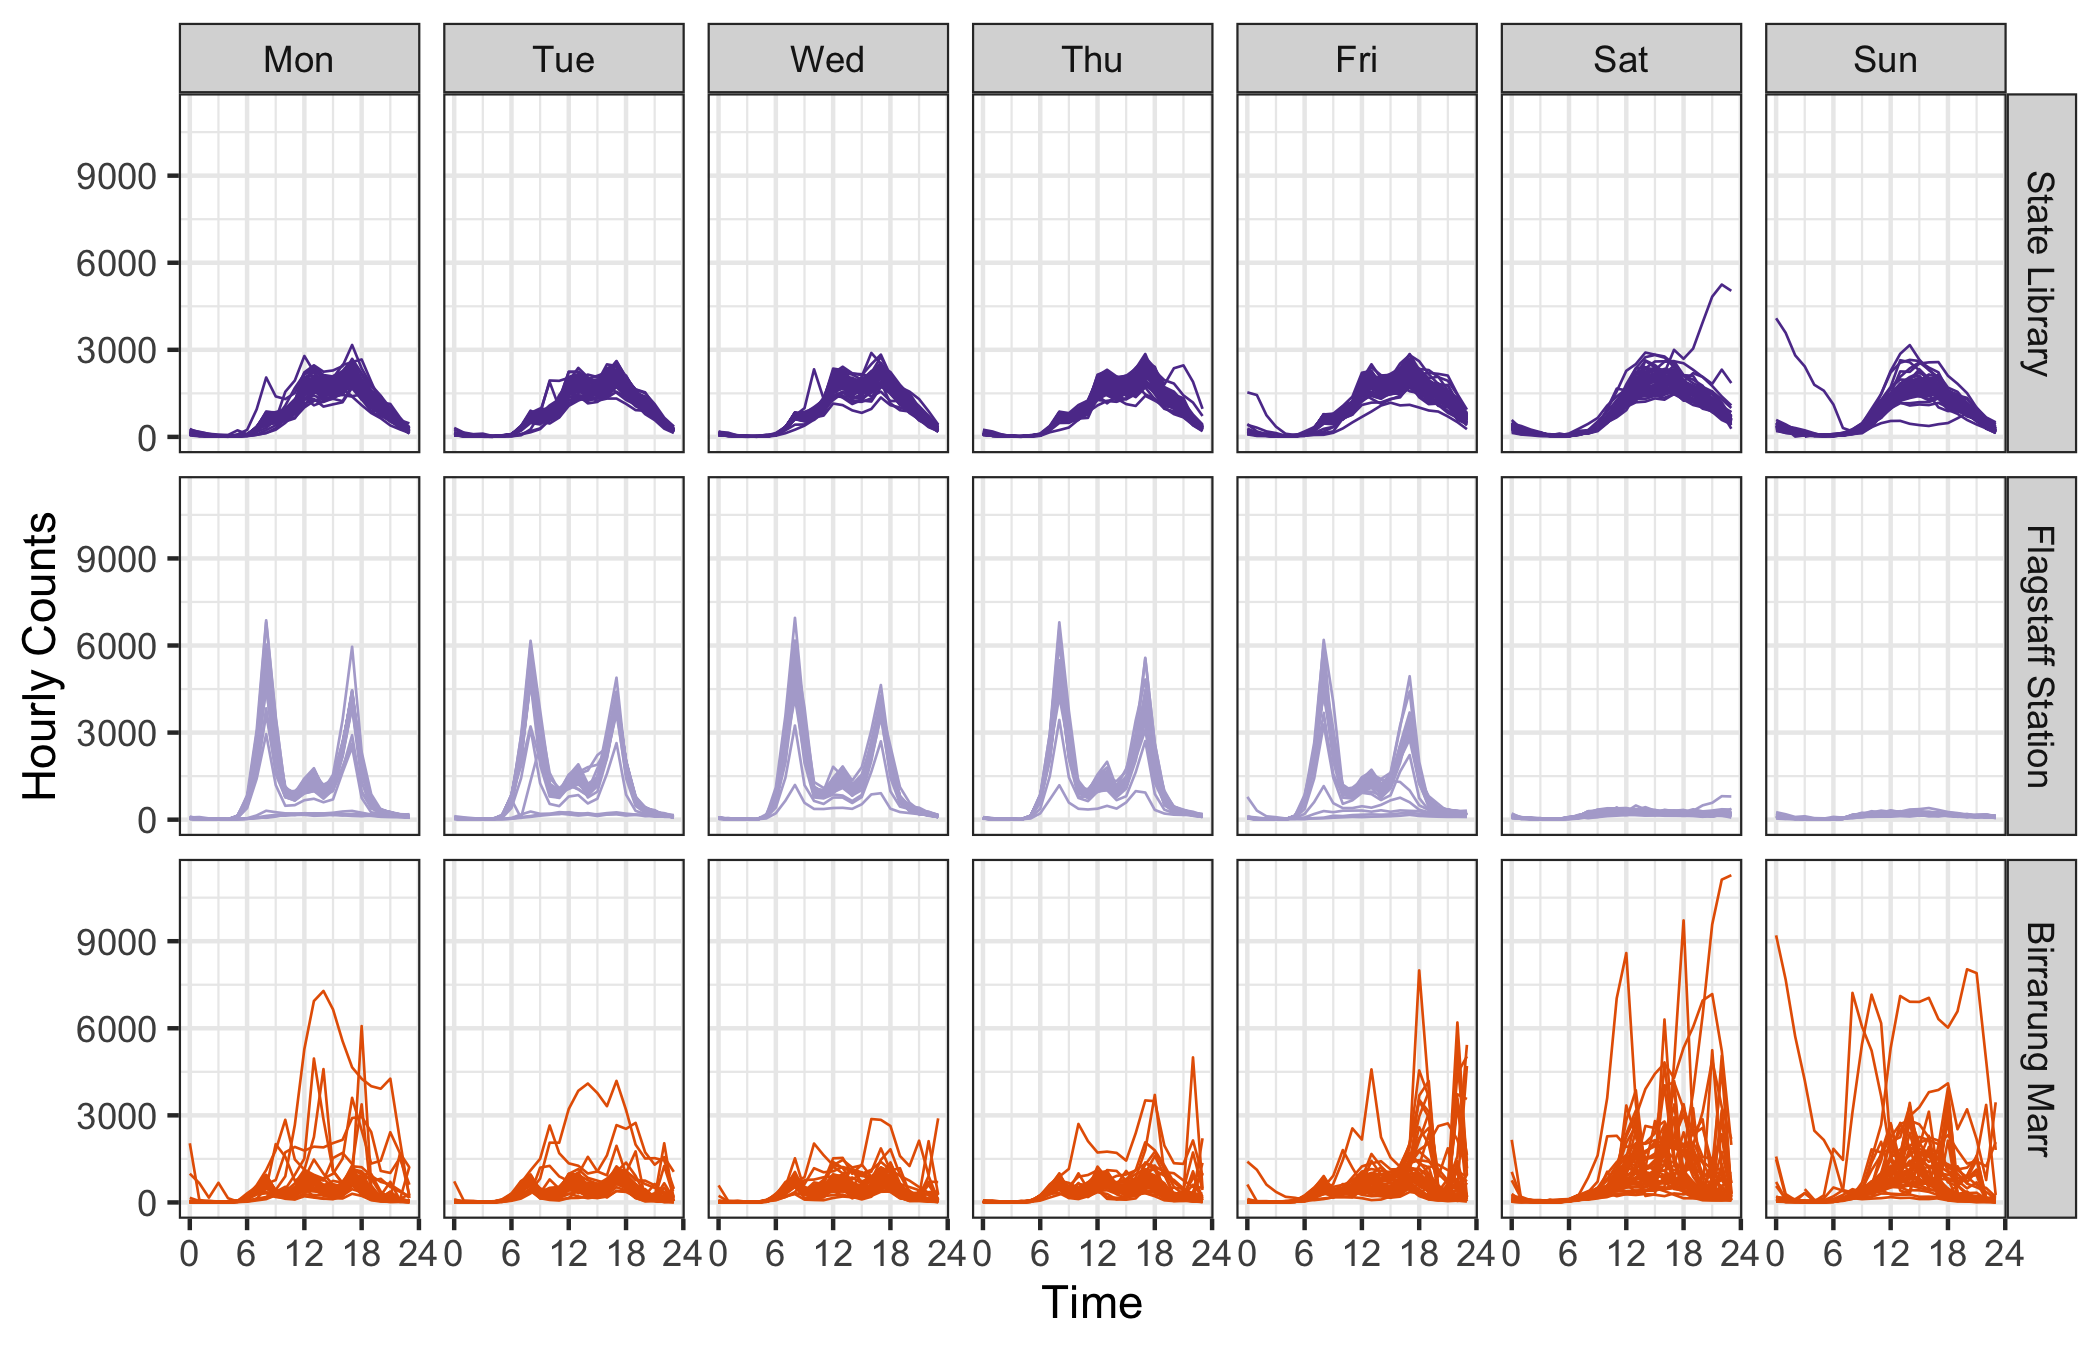 Mon Tue Wed Thu Fri Sat Sun
State Library
9000
6000
3000
0
Flagstaff Station
9000
6000
3000
0
Birrarung Marr
9000
6000
3000
0
Hourly Counts
0 6 12 18 24 0 6 12 18 24 0 6 12 18 24 0 6 12 18 24 0 6 12 18 24 0 6 12 18 24 0 6 12 18 24
Time